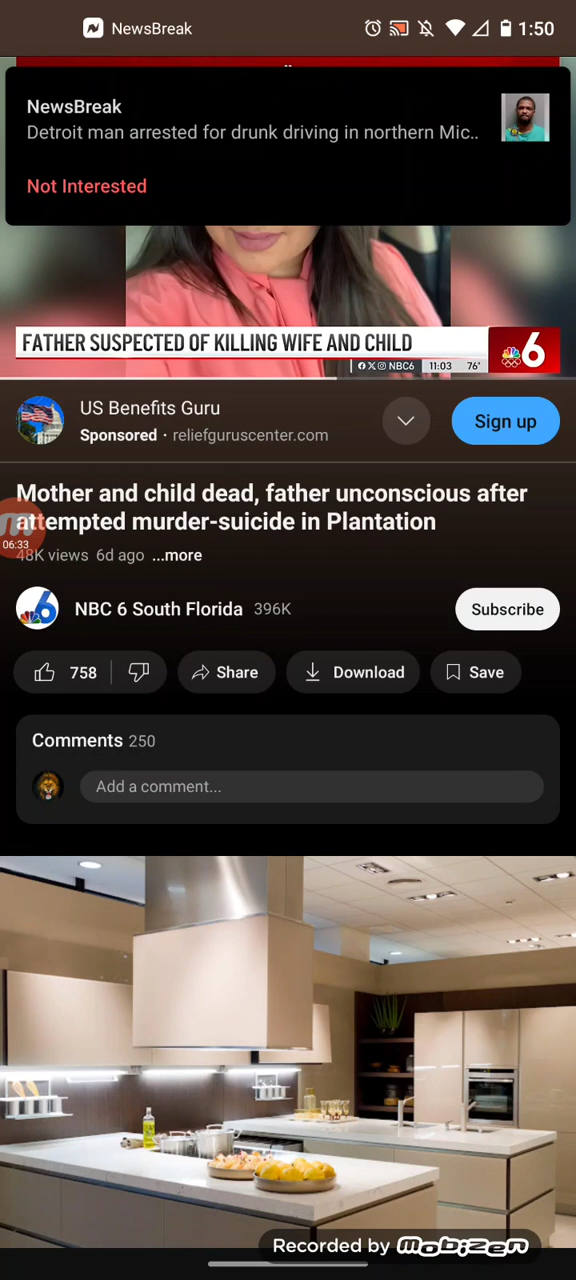 NewsBreak
1:50
NewsBreak
Detroit man arrested for drunk driving in northern Mic..
Not Interested
FATHER SUSPECTED OF KILLING WIFE AND CHILD
NBC6 11:03 76°
6
US Benefits Guru
Sponsored · reliefguruscenter.com
Sign up
Mother and child dead, father unconscious after
attempted murder-suicide in Plantation
06:33
48K views 6d ago ...more
6
NBC 6 South Florida 396K
Subscribe
758
Share
Download
Save
Comments 250
Add a comment...
Recorded by mobizen